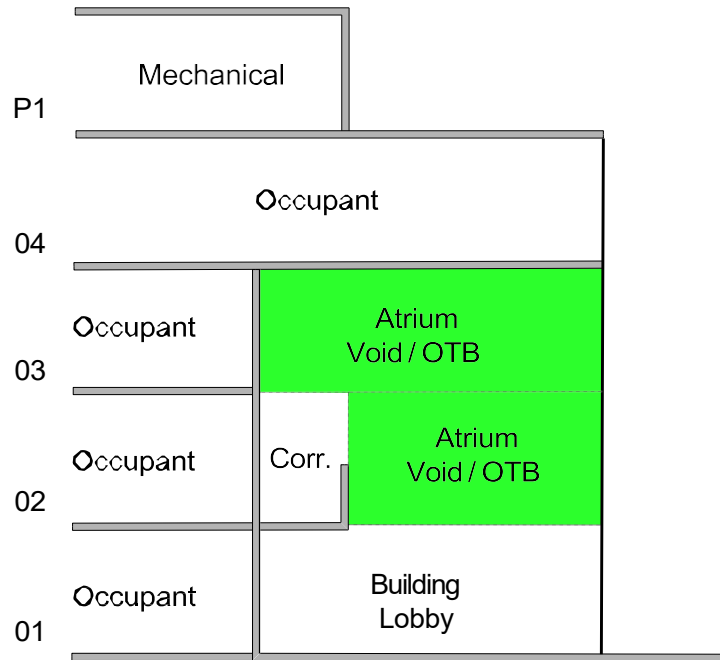 Mechanical
P1
Occupant
04
Occupant
Atrium
Void / OTB
03
Occupant
Corr.
Atrium
Void / OTB
02
Occupant
Building
Lobby
01